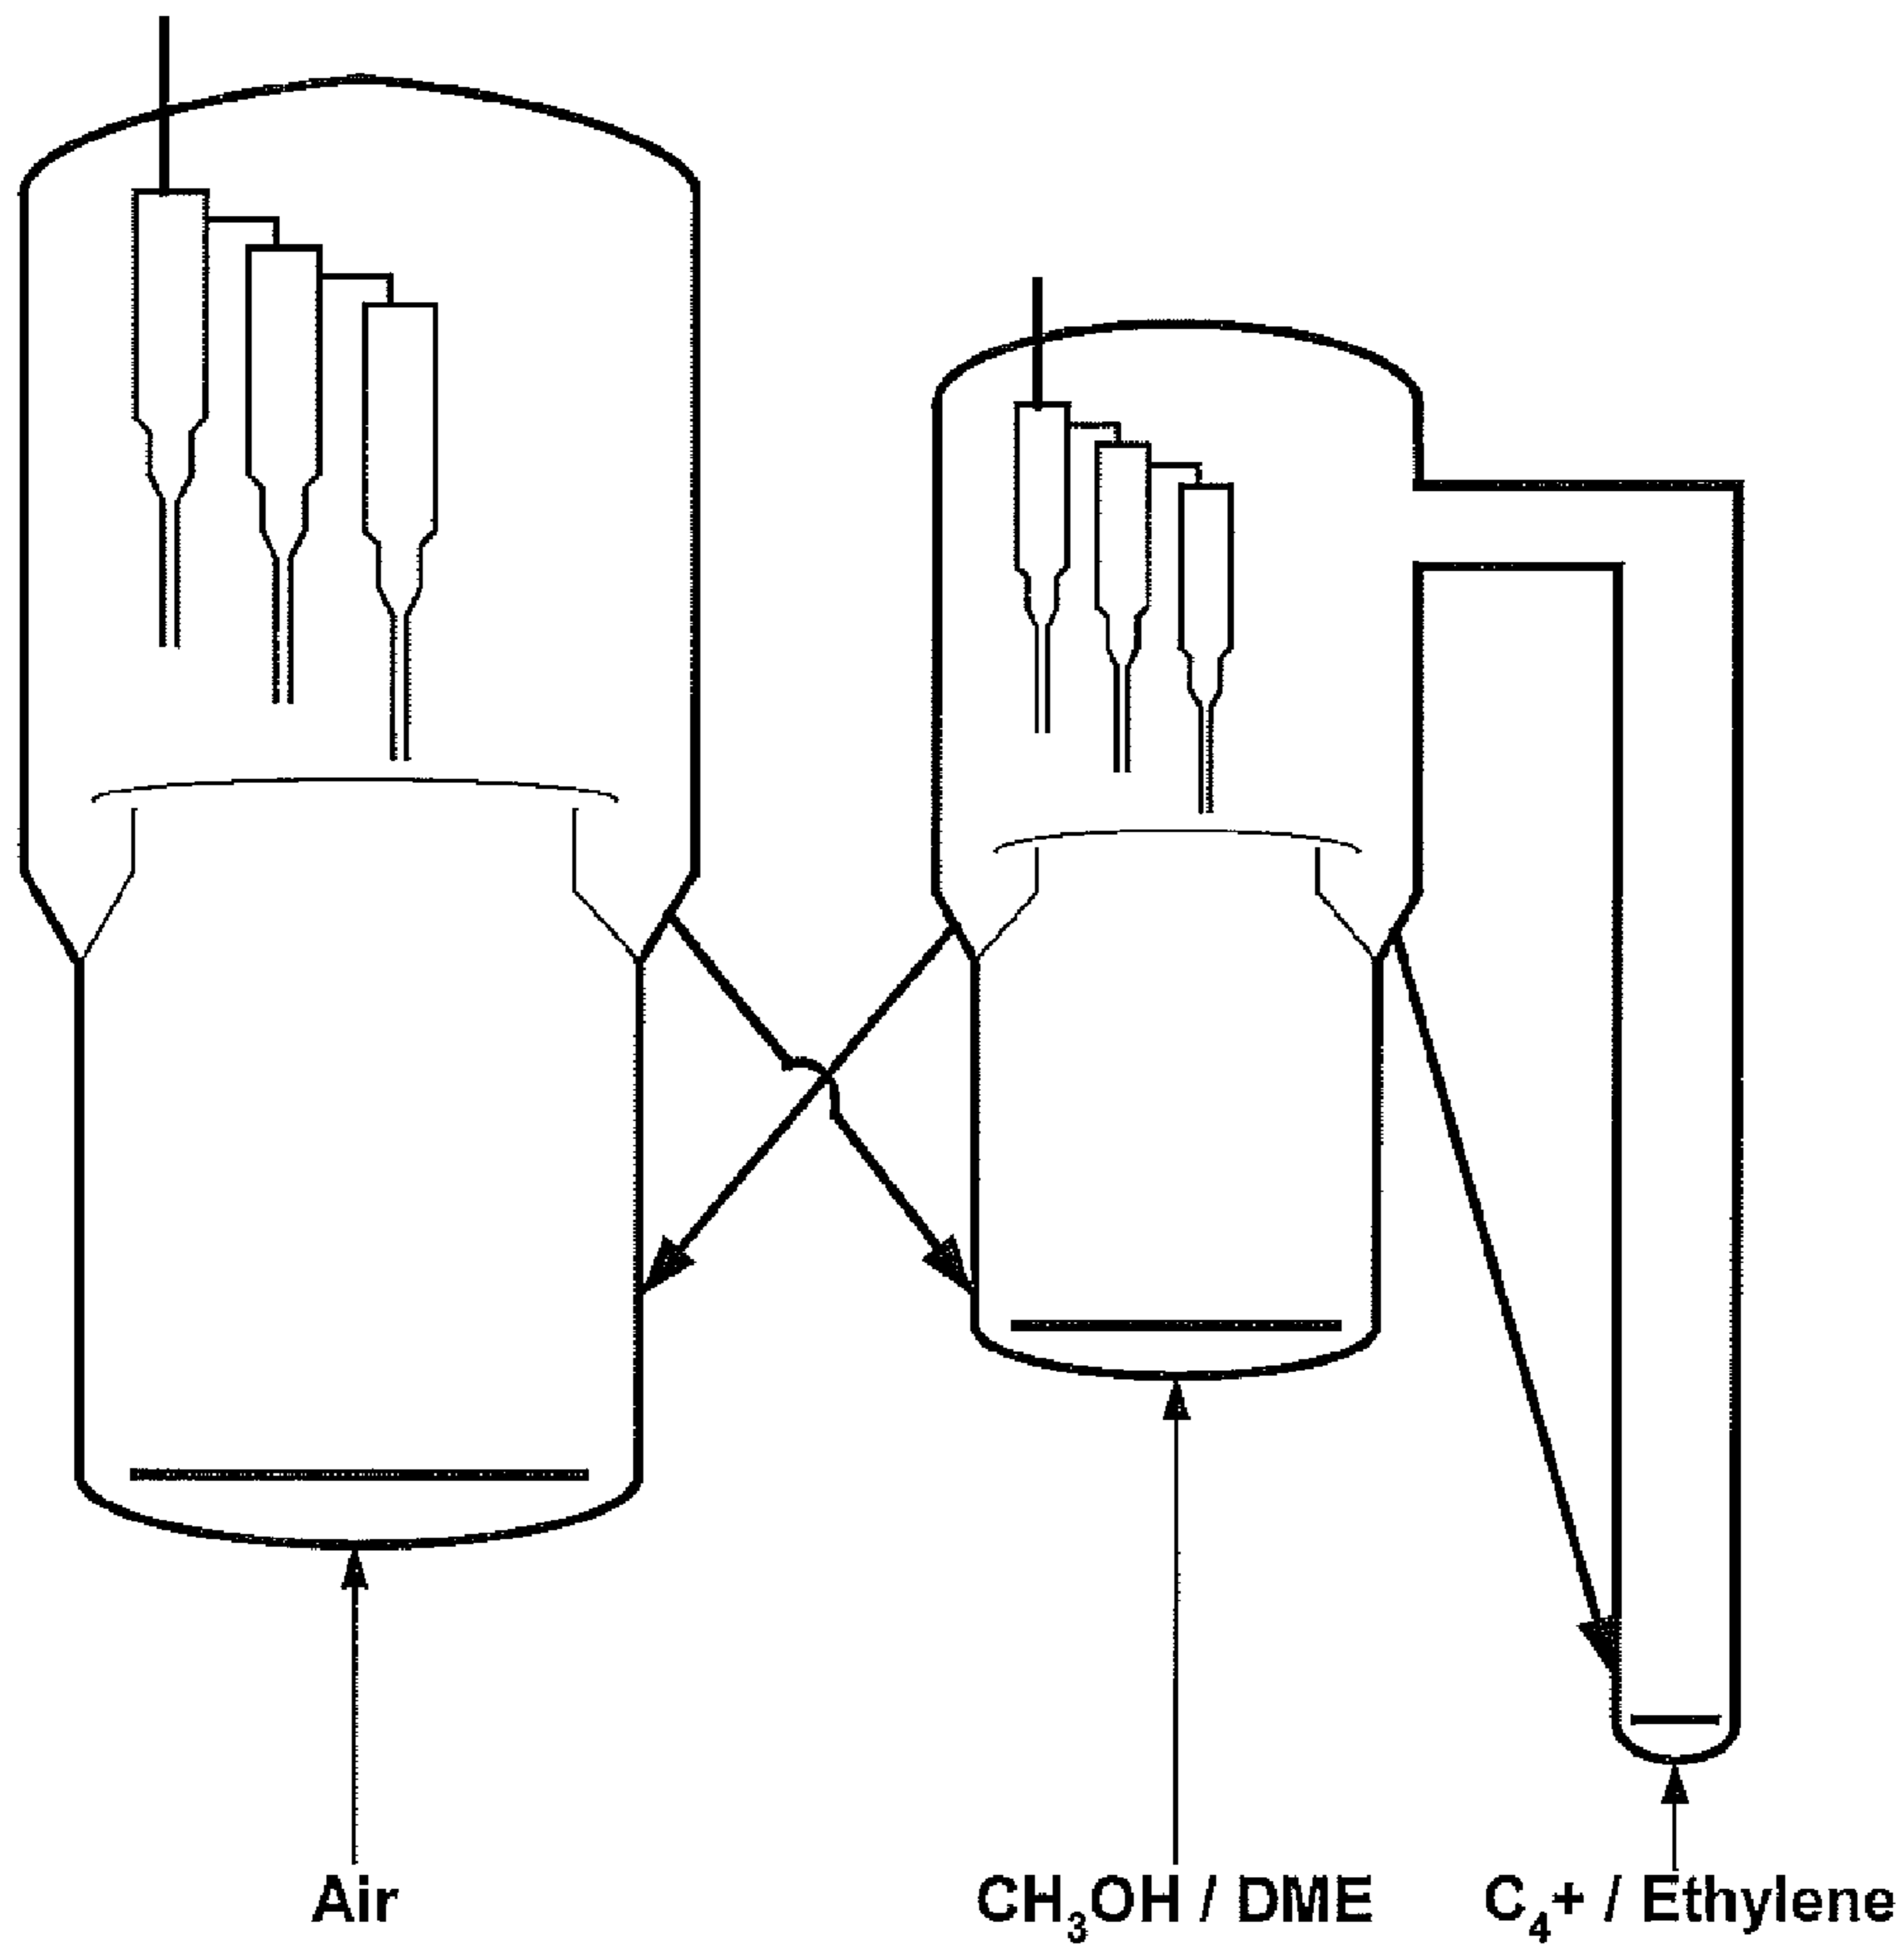 Air
CH₃OH / DME
C₄+ / Ethylene